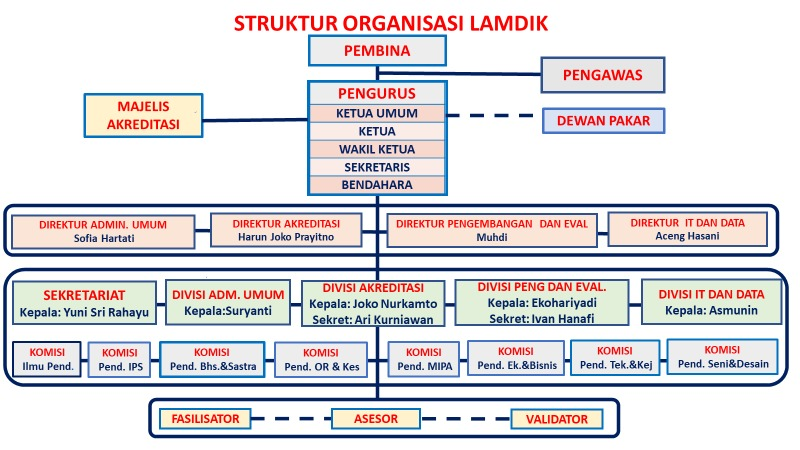 STRUKTUR ORGANISASI LAMDIK
PEMBINA
PENGAWAS
MAJELIS
AKREDITASI
PENGURUS
KETUA UMUM
KETUA
WAKIL KETUA
SEKRETARIS
BENDAHARA
DEWAN PAKAR
DIREKTUR ADMIN. UMUM
Sofia Hartati
DIREKTUR AKREDITASI
Harun Joko Prayitno
DIREKTUR PENGEMBANGAN DAN EVAL
Muhdi
DIREKTUR IT DAN DATA
Aceng Hasani
SEKRETARIAT
Kepala: Yuni Sri Rahayu
DIVISI ADM. UMUM
Kepala:Suryanti
DIVISI AKREDITASI
Kepala: Joko Nurkamto
Sekret: Ari Kurniawan
DIVISI PENG DAN EVAL.
Kepala: Ekohariyadi
Sekret: Ivan Hanafi
DIVISI IT DAN DATA
Kepala: Asmunin
KOMISI
Ilmu Pend.
KOMISI
Pend. IPS
KOMISI
Pend. Bhs.&Sastra
KOMISI
Pend. OR & Kes
KOMISI
Pend. MIPA
KOMISI
Pend. Ek.&Bisnis
KOMISI
Pend. Tek.&Kej
KOMISI
Pend. Seni&Desain
FASILISATOR
ASESOR
VALIDATOR